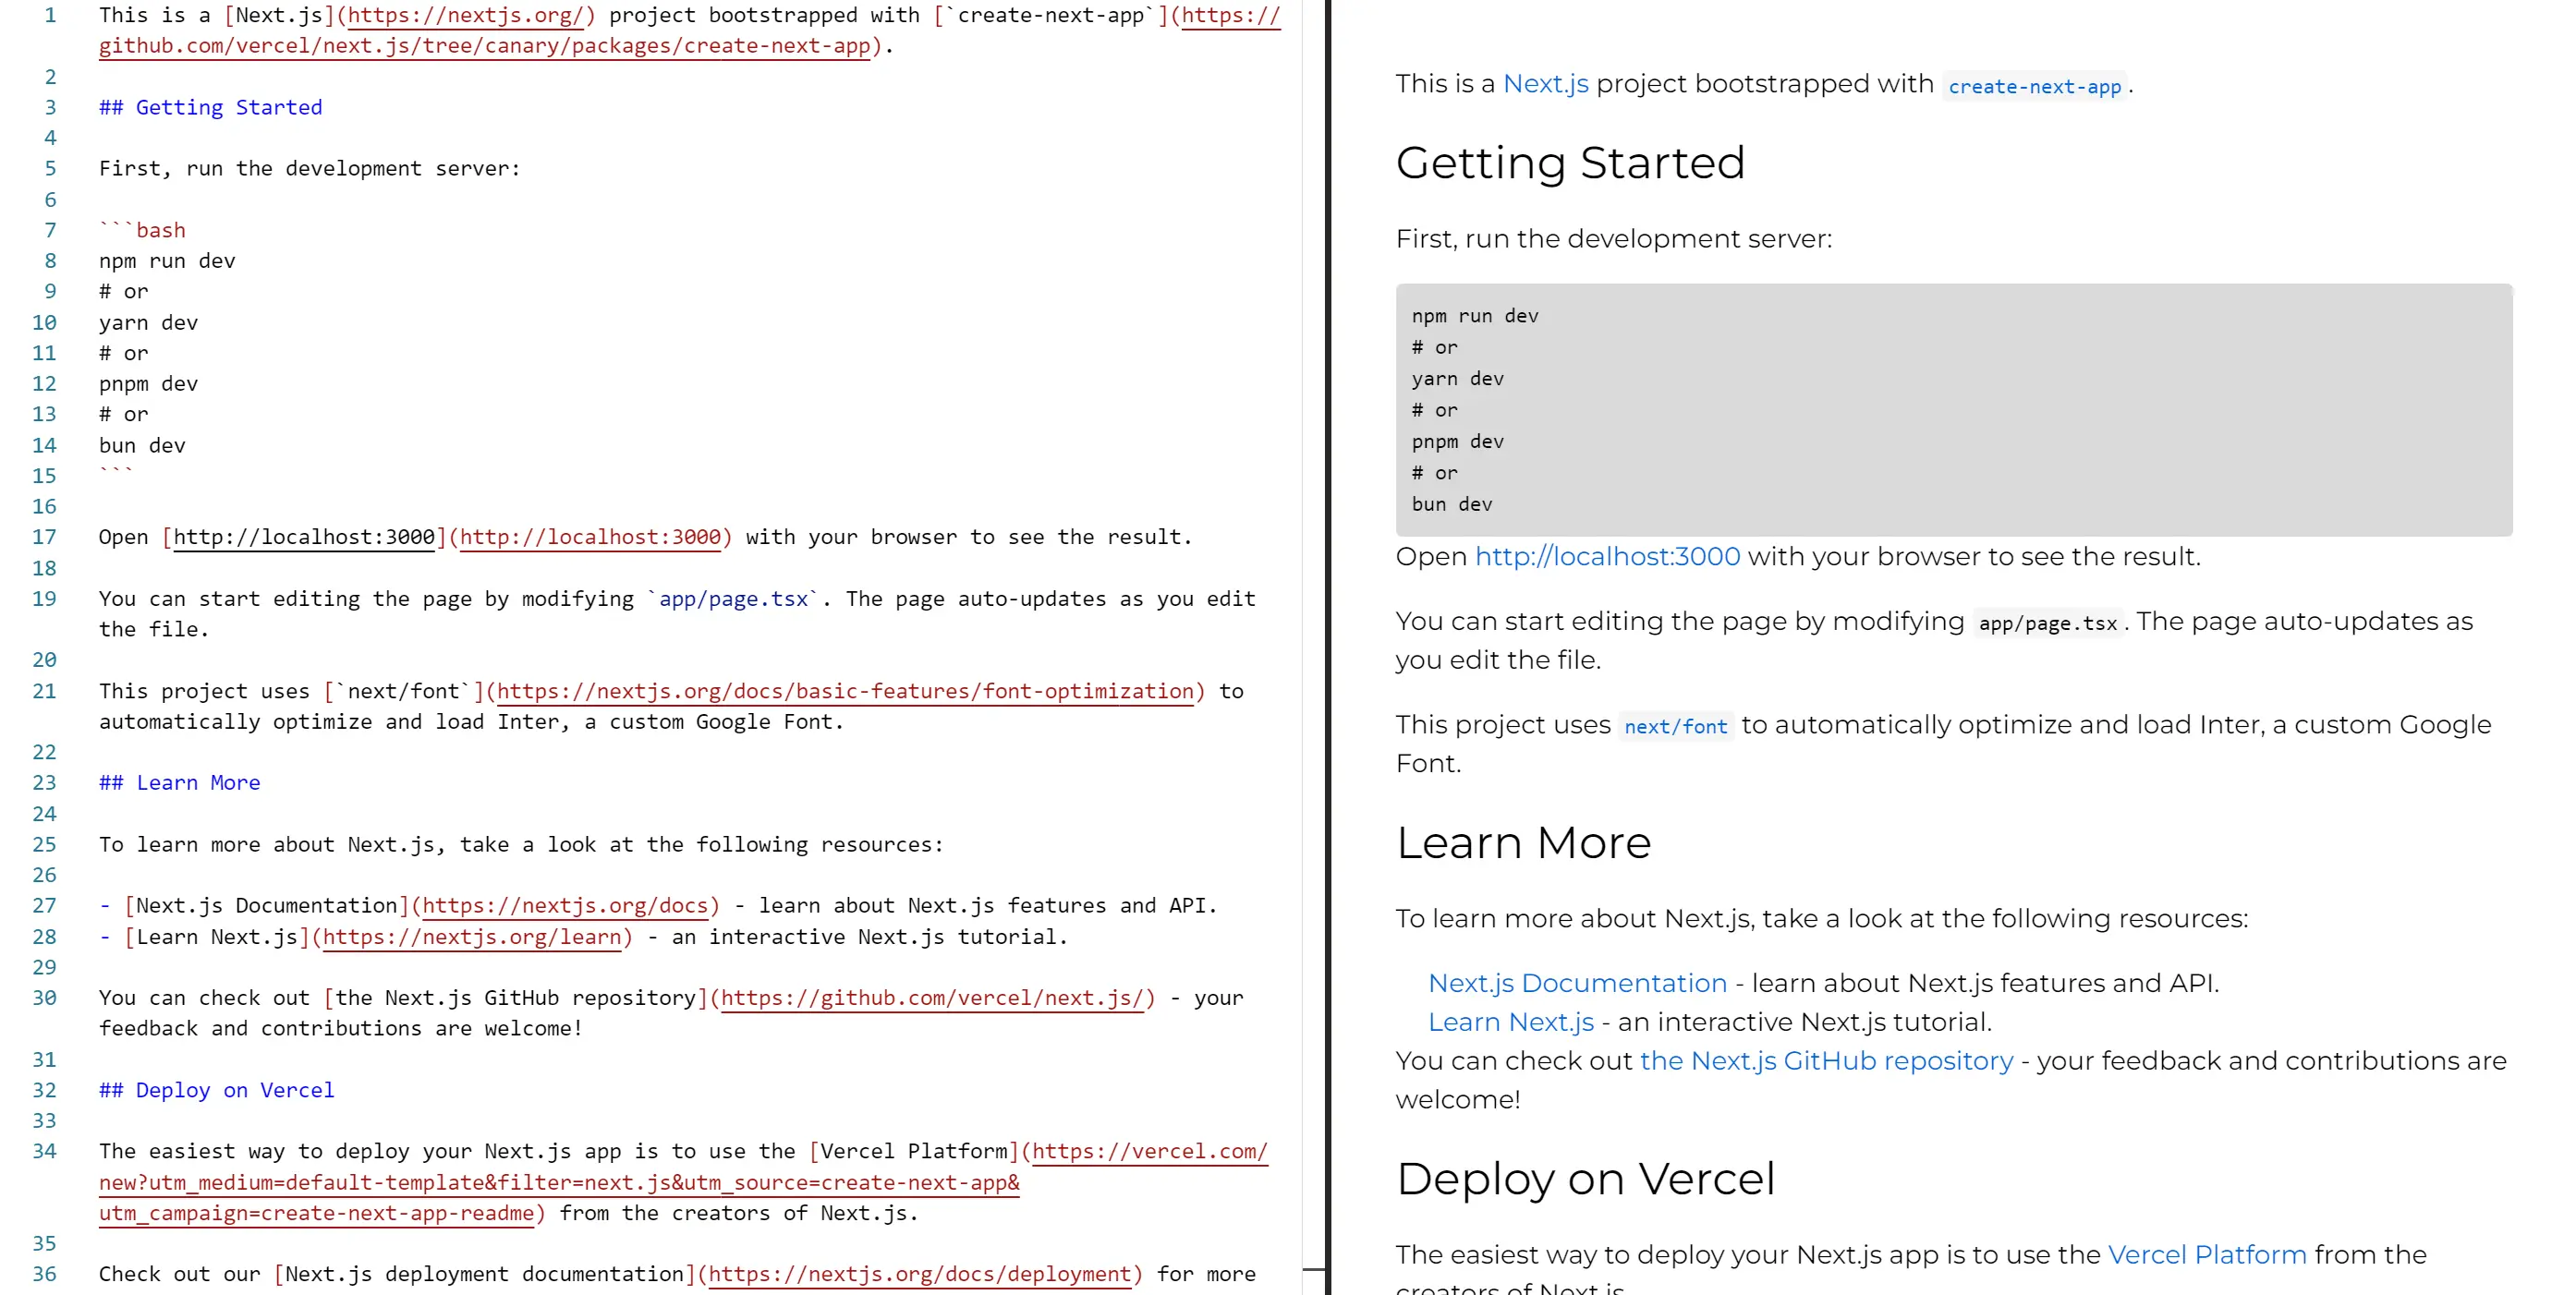 1 This is a [Next.js](https://nextjs.org/) project bootstrapped with [`create-next-app`](https://
github.com/vercel/next.js/tree/canary/packages/create-next-app).
2
3 ## Getting Started
4
5 First, run the development server:
6
7 ```bash
8 npm run dev
9 # or
10 yarn dev
11 # or
12 pnpm dev
13 # or
14 bun dev
15 ```
16
17 Open [http://localhost:3000](http://localhost:3000) with your browser to see the result.
18
19 You can start editing the page by modifying `app/page.tsx`. The page auto-updates as you edit
the file.
20
21 This project uses [`next/font`](https://nextjs.org/docs/basic-features/font-optimization) to
automatically optimize and load Inter, a custom Google Font.
22
23 ## Learn More
24
25 To learn more about Next.js, take a look at the following resources:
26
27 - [Next.js Documentation](https://nextjs.org/docs) - learn about Next.js features and API.
28 - [Learn Next.js](https://nextjs.org/learn) - an interactive Next.js tutorial.
29
30 You can check out [the Next.js GitHub repository](https://github.com/vercel/next.js/) - your
feedback and contributions are welcome!
31
32 ## Deploy on Vercel
33
34 The easiest way to deploy your Next.js app is to use the [Vercel Platform](https://vercel.com/
new?utm_medium=default-template&filter=next.js&utm_source=create-next-app&
utm_campaign=create-next-app-readme) from the creators of Next.js.
35
36 Check out our [Next.js deployment documentation](https://nextjs.org/docs/deployment) for more
This is a Next.js project bootstrapped with create-next-app.
Getting Started
First, run the development server:
npm run dev
# or
yarn dev
# or
pnpm dev
# or
bun dev
Open http://localhost:3000 with your browser to see the result.
You can start editing the page by modifying app/page.tsx. The page auto-updates as
you edit the file.
This project uses next/font to automatically optimize and load Inter, a custom Google
Font.
Learn More
To learn more about Next.js, take a look at the following resources:
Next.js Documentation - learn about Next.js features and API.
Learn Next.js - an interactive Next.js tutorial.
You can check out the Next.js GitHub repository - your feedback and contributions are
welcome!
Deploy on Vercel
The easiest way to deploy your Next.js app is to use the Vercel Platform from the
creators of Next.js.